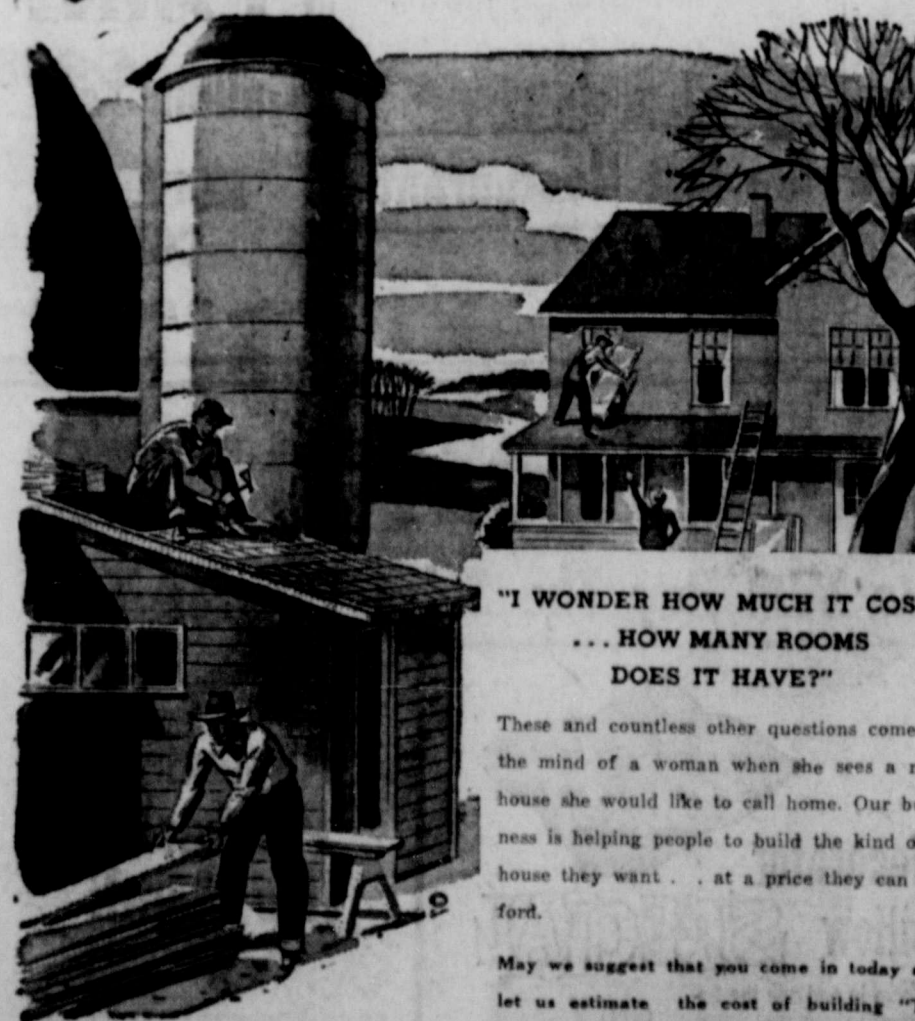 "I WONDER HOW MUCH IT COS
... HOW MANY ROOMS
DOES IT HAVE?"
These and countless other questions come
the mind of a woman when she sees a n
house she would like to call home. Our bu
ness is helping people to build the kind o
house they want . . at a price they can
ford.
May we suggest that you come in today
let us estimate the cost of building "